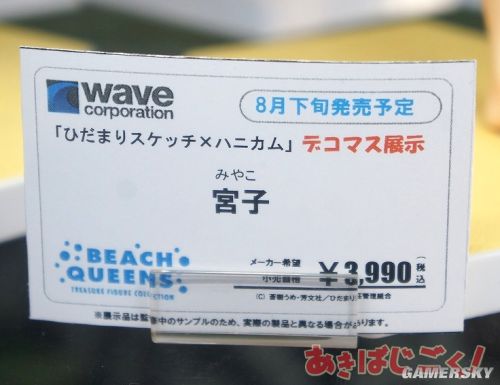 wave
corporation
8月下旬発売予定
「ひだまりスケッチ×ハニカム」デコマス展示
みやこ
宮子
BEACH
QUEENS
TREASURE FIGURE COLLECTION
メーカー希望
小売価格 ¥3,990(税込)
(C) 蒼樹うめ・芳文社/ひだまり
管理組合
※展示品は監修中のサンプルのため、実際の製品と異なる場合があります。
あきばじごく!
GAMERSKY